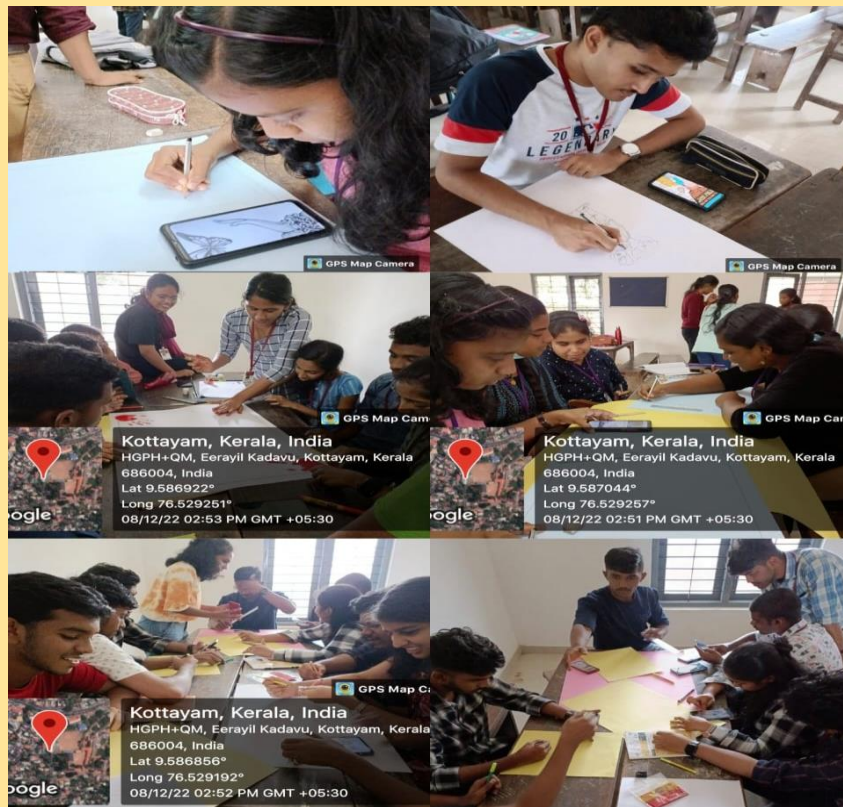 20
LEGEN
GPS Map Camera
GPS Map Camera
GPS Map Cam
Kottayam, Kerala, India
HGPH+QM, Eerayil Kadavu, Kottayam, Kerala
686004, India
Lat 9.586922°
Long 76.529251°
08/12/22 02:53 PM GMT +05:30
oogle
GPS Map Car
Kottayam, Kerala, India
HGPH+QM, Eerayil Kadavu, Kottayam, Kerala
686004, India
Lat 9.587044°
Long 76.529257°
08/12/22 02:51 PM GMT +05:30
oogle
GPS Map Ca
Kottayam, Kerala, India
HGPH+QM, Eerayil Kadavu, Kottayam, Kerala
686004, India
Lat 9.586856°
Long 76.529192°
08/12/22 02:52 PM GMT +05:30
oogle